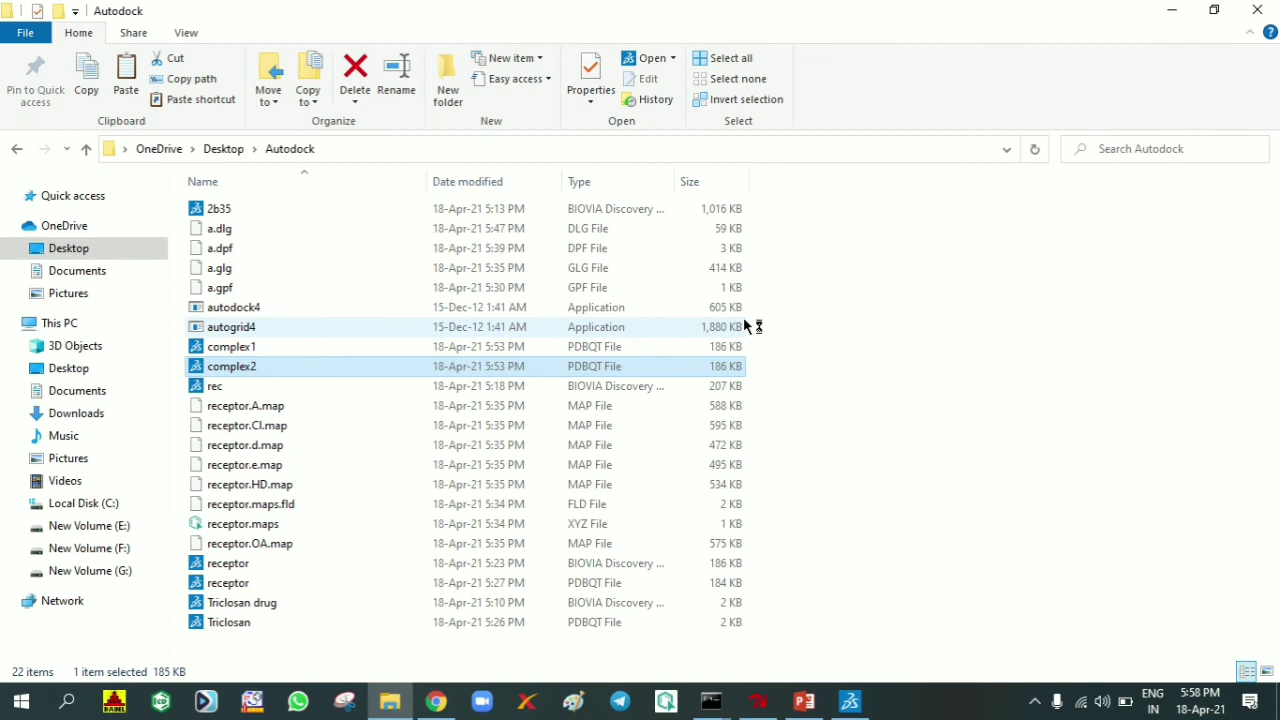 Autodock
File Home Share View
Pin to Quick access
Copy
Paste
Cut
Copy path
Paste shortcut
Clipboard
Move to
Copy to
Delete
Rename
Organize
New folder
New item
Easy access
New
Properties
Open
Edit
History
Open
Select all
Select none
Invert selection
Select
OneDrive > Desktop > Autodock
Search Autodock
Quick access
OneDrive
Desktop
Documents
Pictures
This PC
3D Objects
Desktop
Documents
Downloads
Music
Pictures
Videos
Local Disk (C:)
New Volume (E:)
New Volume (F:)
New Volume (G:)
Network
Name Date modified Type Size
2b35 18-Apr-21 5:13 PM BIOVIA Discovery ... 1,016 KB
a.dlg 18-Apr-21 5:47 PM DLG File 59 KB
a.dpf 18-Apr-21 5:39 PM DPF File 3 KB
a.glg 18-Apr-21 5:35 PM GLG File 414 KB
a.gpf 18-Apr-21 5:30 PM GPF File 1 KB
autodock4 15-Dec-12 1:41 AM Application 605 KB
autogrid4 15-Dec-12 1:41 AM Application 1,880 KB
complex1 18-Apr-21 5:53 PM PDBQT File 186 KB
complex2 18-Apr-21 5:53 PM PDBQT File 186 KB
rec 18-Apr-21 5:18 PM BIOVIA Discovery ... 207 KB
receptor.A.map 18-Apr-21 5:35 PM MAP File 588 KB
receptor.Cl.map 18-Apr-21 5:35 PM MAP File 595 KB
receptor.d.map 18-Apr-21 5:35 PM MAP File 472 KB
receptor.e.map 18-Apr-21 5:35 PM MAP File 495 KB
receptor.HD.map 18-Apr-21 5:35 PM MAP File 534 KB
receptor.maps.fld 18-Apr-21 5:34 PM FLD File 2 KB
receptor.maps 18-Apr-21 5:34 PM XYZ File 1 KB
receptor.OA.map 18-Apr-21 5:35 PM MAP File 575 KB
receptor 18-Apr-21 5:23 PM BIOVIA Discovery ... 186 KB
receptor 18-Apr-21 5:27 PM PDBQT File 184 KB
Triclosan drug 18-Apr-21 5:10 PM BIOVIA Discovery ... 2 KB
Triclosan 18-Apr-21 5:26 PM PDBQT File 2 KB
22 items 1 item selected 185 KB
BABEL
ENG
IN
5:58 PM
18-Apr-21